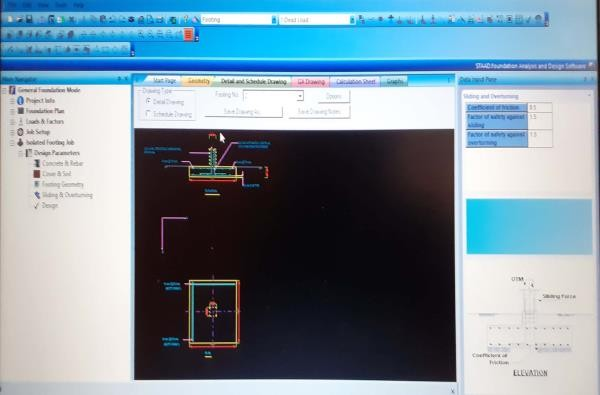 File Edit View Tools Help
Footing
1 Dead Load
STAAD.foundation Analysis and Design Software
Main Navigator
General Foundation Mode
Project Info
Foundation Plan
Loads & Factors
Job Setup
Isolated Footing Job
Design Parameters
Concrete & Rebar
Cover & Soil
Footing Geometry
Sliding & Overturning
Design
Start Page
Geometry
Detail and Schedule Drawing
GA Drawing
Calculation Sheet
Graphs
Drawing Type
Detail Drawing
Schedule Drawing
Footing No.
2
Options
Save Drawing As
Save Drawing Notes
Data Input Pane
Sliding and Overturning
Coefficient of friction 0.5
Factor of safety against sliding 1.5
Factor of safety against overturning 1.5
OTM
Sliding Force
Coefficient of
Friction
ELEVATION